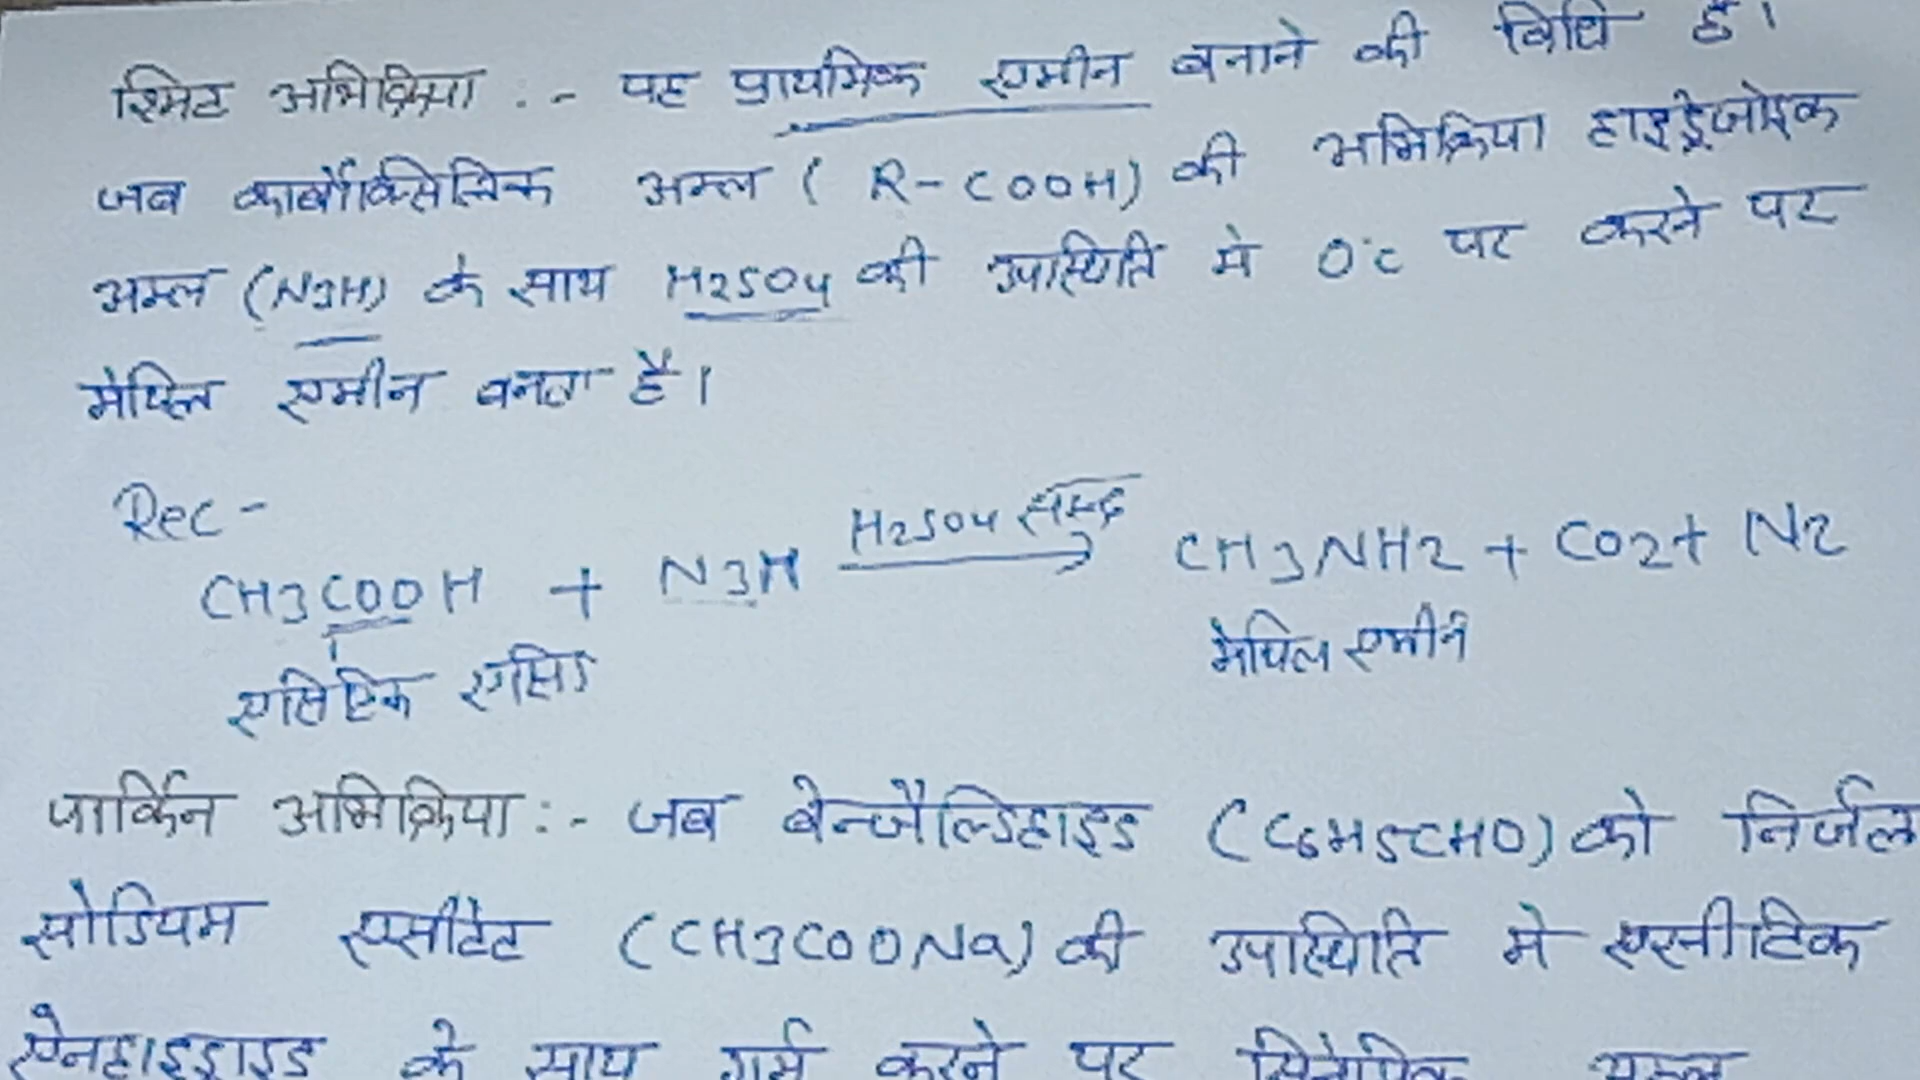 श्मिट अभिक्रिया :- यह प्राथमिक एमीन बनाने की विधि है।
जब कार्बोक्सिलिक अम्ल ( R-COOH) की अभिक्रिया हाइड्रेजोइक
अम्ल (N3H) के साथ H2SO4 की उपस्थिति मे 0°c पर करने पर
मेथिल एमीन बनता है।
Rec-
CH3COOH + N3H H2SO4 सान्द्र → CH3NH2 + CO2+ N2
एसिटिक एसिड मेथिल एमीन
पार्किन अभिक्रिया :- जब बेन्जैल्डिहाइड (C6H5CHO) को निर्जल
सोडियम एसीटेट (CH3COONa) की उपस्थिति मे एसीटिक
ऐनहाइड्राइड के साथ गर्म करने पर सिनेमिक अम्ल